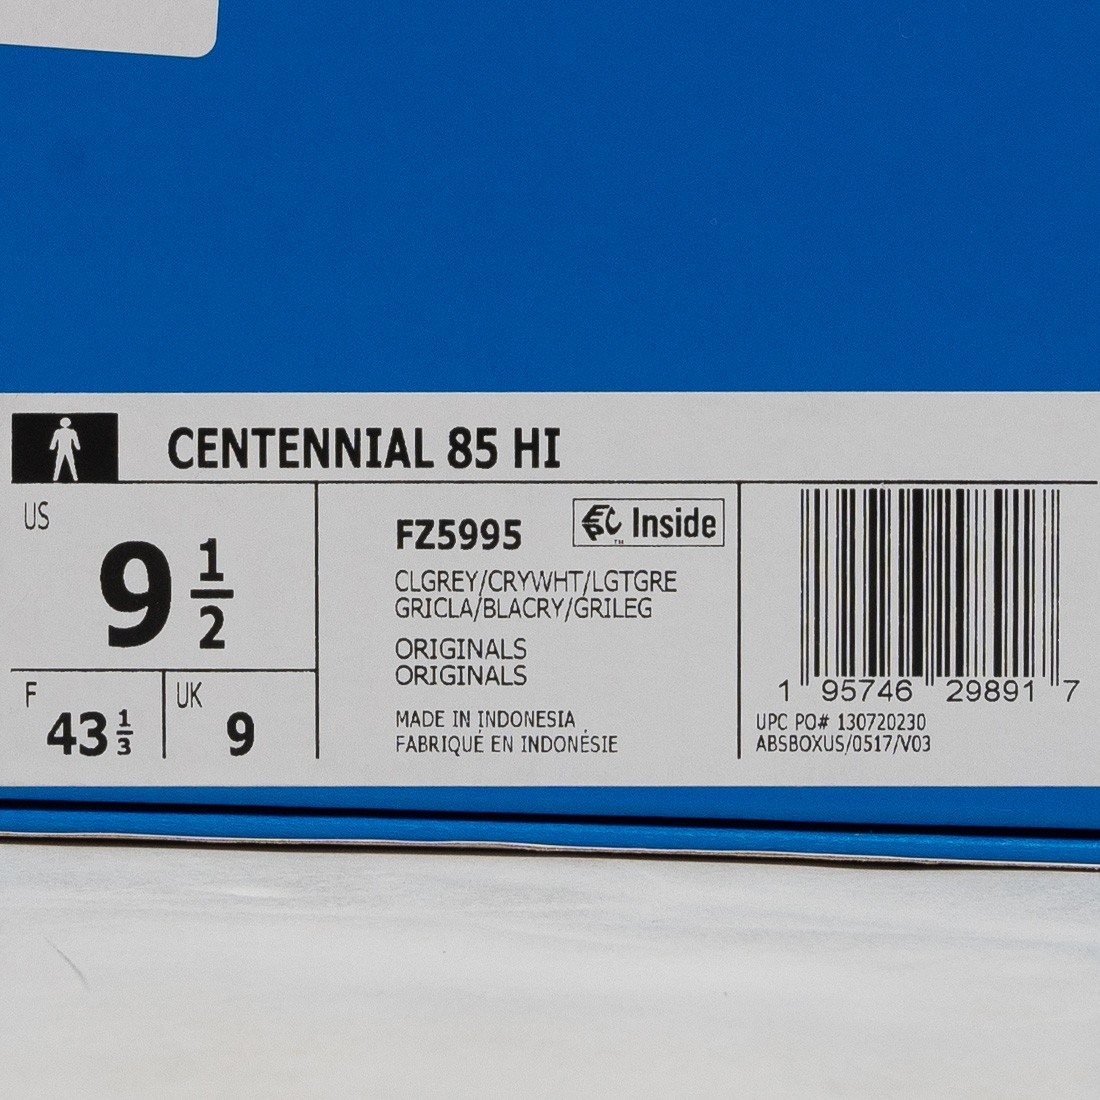 CENTENNIAL 85 HI
US
9 1/2
F
43 1/3
UK
9
FZ5995
EPC Inside
™
CLGREY/CRYWHT/LGTGRE
GRICLA/BLACRY/GRILEG
ORIGINALS
ORIGINALS
MADE IN INDONESIA
FABRIQUÉ EN INDONÉSIE
1 95746 29891 7
UPC PO# 130720230
ABSBOXUS/0517/V03